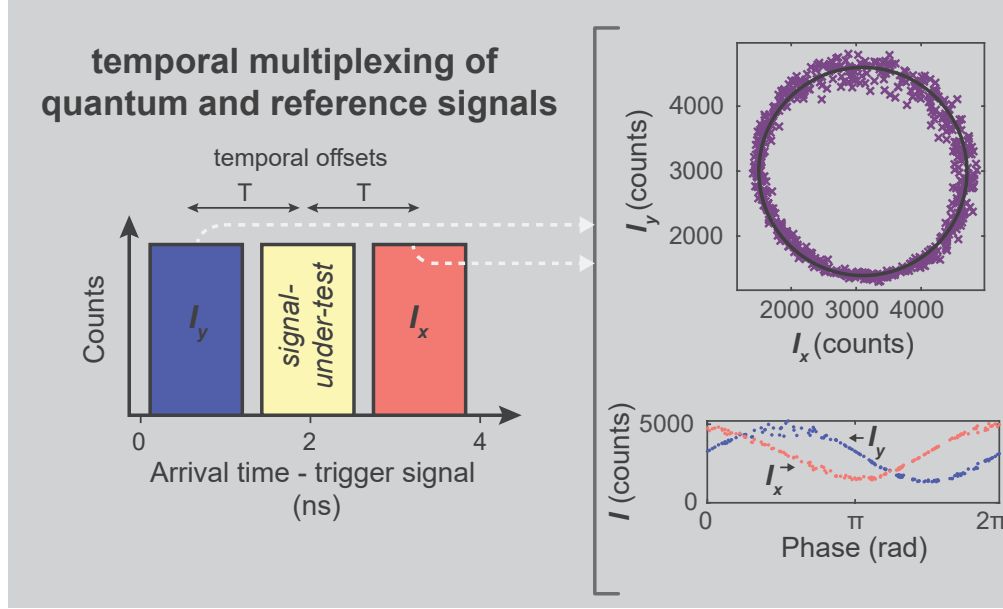 temporal multiplexing of
quantum and reference signals
temporal offsets
T T
Counts
I_y
signal-
under-test
I_x
0 2 4
Arrival time - trigger signal
(ns)
I_y (counts)
4000
3000
2000
2000 3000 4000
I_x (counts)
I (counts)
5000
0
I_y
I_x
0 π 2π
Phase (rad)